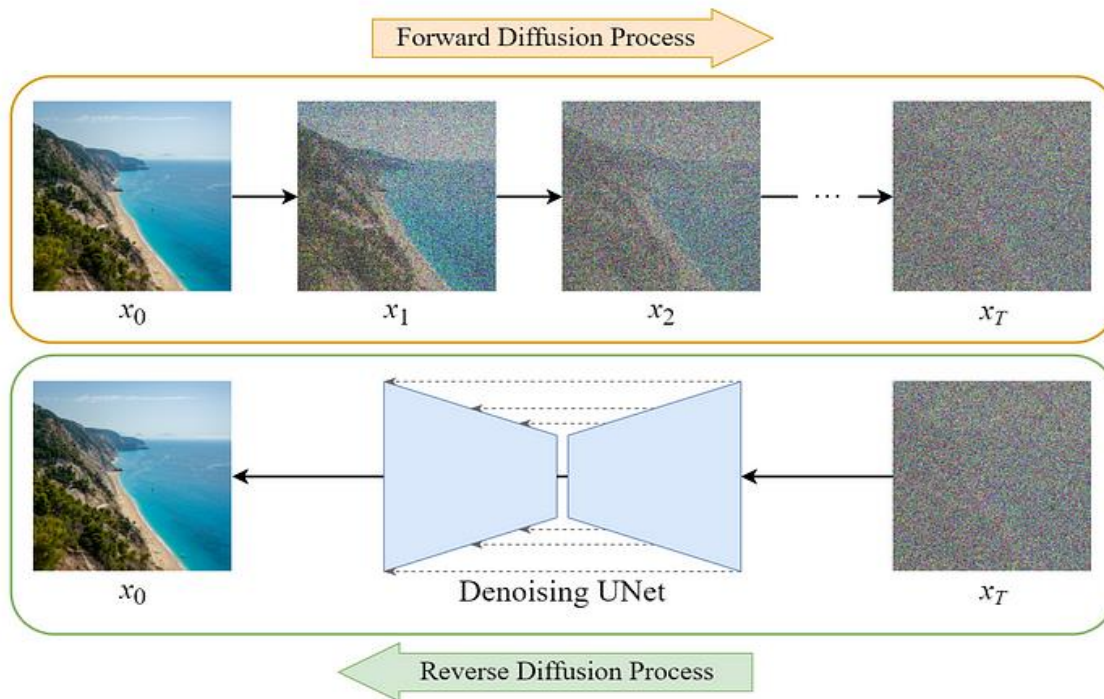 Forward Diffusion Process
...
x0
x1
x2
xT
Denoising UNet
x0
xT
Reverse Diffusion Process